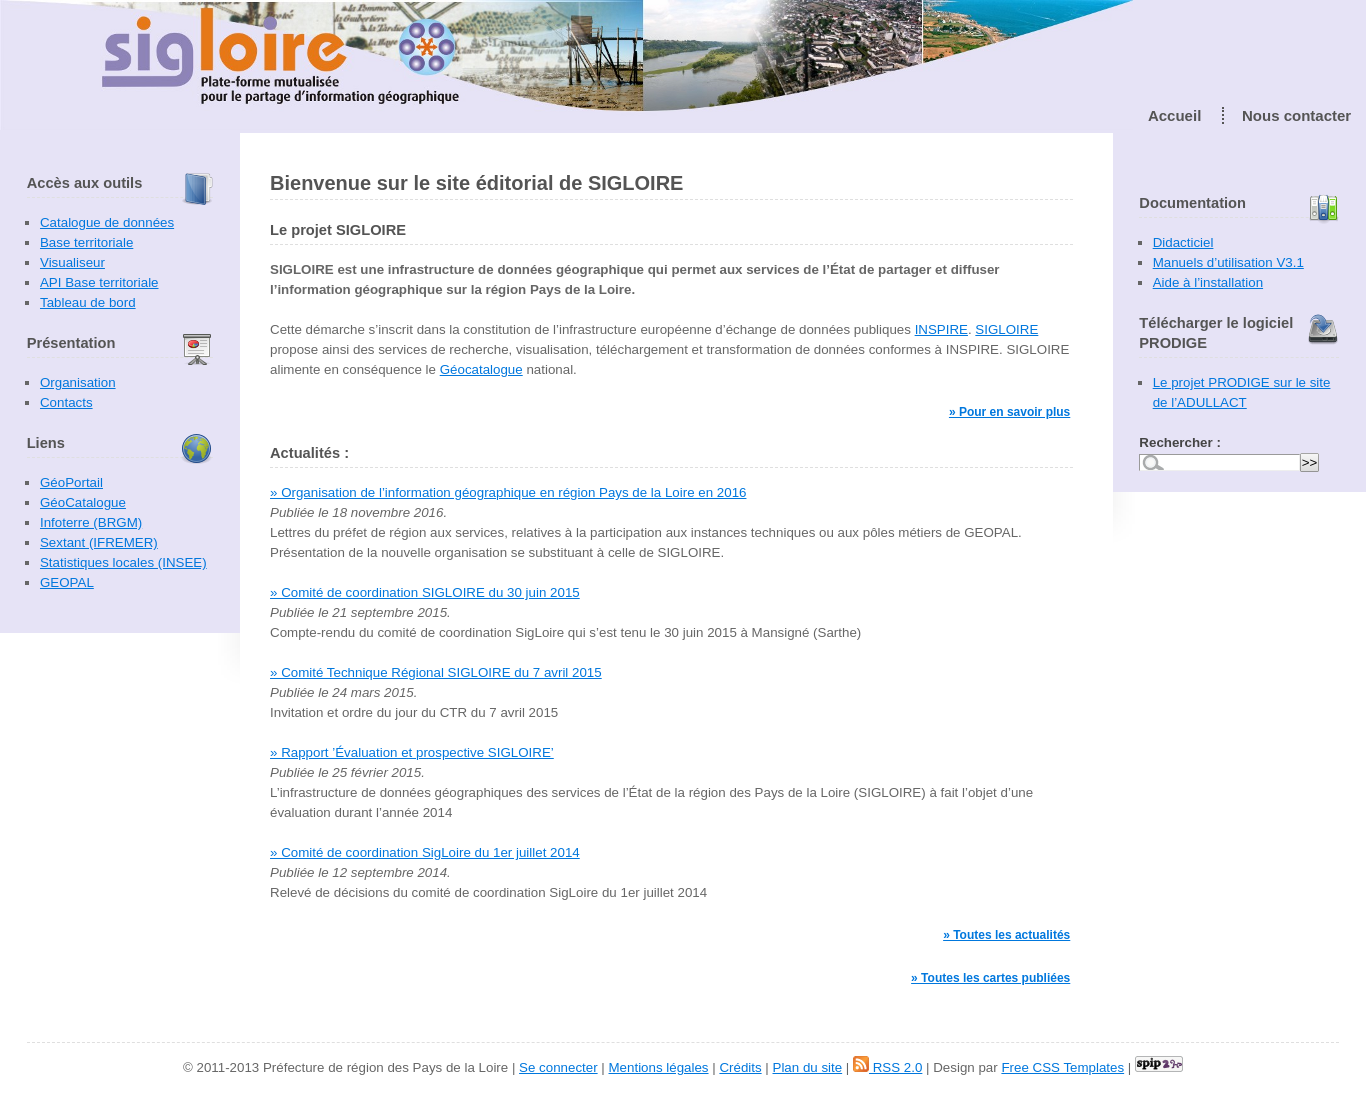 sigloire
Plate-forme mutualisée
pour le partage d'information géographique
Accueil
Nous contacter
Accès aux outils
Catalogue de données
Base territoriale
Visualiseur
API Base territoriale
Tableau de bord
Présentation
Organisation
Contacts
Liens
GéoPortail
GéoCatalogue
Infoterre (BRGM)
Sextant (IFREMER)
Statistiques locales (INSEE)
GEOPAL
Bienvenue sur le site éditorial de SIGLOIRE
Le projet SIGLOIRE
SIGLOIRE est une infrastructure de données géographique qui permet aux services de l’État de partager et diffuser
l’information géographique sur la région Pays de la Loire.
Cette démarche s’inscrit dans la constitution de l’infrastructure européenne d’échange de données publiques INSPIRE. SIGLOIRE
propose ainsi des services de recherche, visualisation, téléchargement et transformation de données conformes à INSPIRE. SIGLOIRE
alimente en conséquence le Géocatalogue national.
» Pour en savoir plus
Actualités :
» Organisation de l’information géographique en région Pays de la Loire en 2016
Publiée le 18 novembre 2016.
Lettres du préfet de région aux services, relatives à la participation aux instances techniques ou aux pôles métiers de GEOPAL.
Présentation de la nouvelle organisation se substituant à celle de SIGLOIRE.
» Comité de coordination SIGLOIRE du 30 juin 2015
Publiée le 21 septembre 2015.
Compte-rendu du comité de coordination SigLoire qui s’est tenu le 30 juin 2015 à Mansigné (Sarthe)
» Comité Technique Régional SIGLOIRE du 7 avril 2015
Publiée le 24 mars 2015.
Invitation et ordre du jour du CTR du 7 avril 2015
» Rapport ’Évaluation et prospective SIGLOIRE’
Publiée le 25 février 2015.
L’infrastructure de données géographiques des services de l’État de la région des Pays de la Loire (SIGLOIRE) à fait l’objet d’une
évaluation durant l’année 2014
» Comité de coordination SigLoire du 1er juillet 2014
Publiée le 12 septembre 2014.
Relevé de décisions du comité de coordination SigLoire du 1er juillet 2014
» Toutes les actualités
» Toutes les cartes publiées
Documentation
Didacticiel
Manuels d’utilisation V3.1
Aide à l’installation
Télécharger le logiciel
PRODIGE
Le projet PRODIGE sur le site
de l’ADULLACT
Rechercher :
>>
© 2011-2013 Préfecture de région des Pays de la Loire | Se connecter | Mentions légales | Crédits | Plan du site | RSS 2.0 | Design par Free CSS Templates | spip